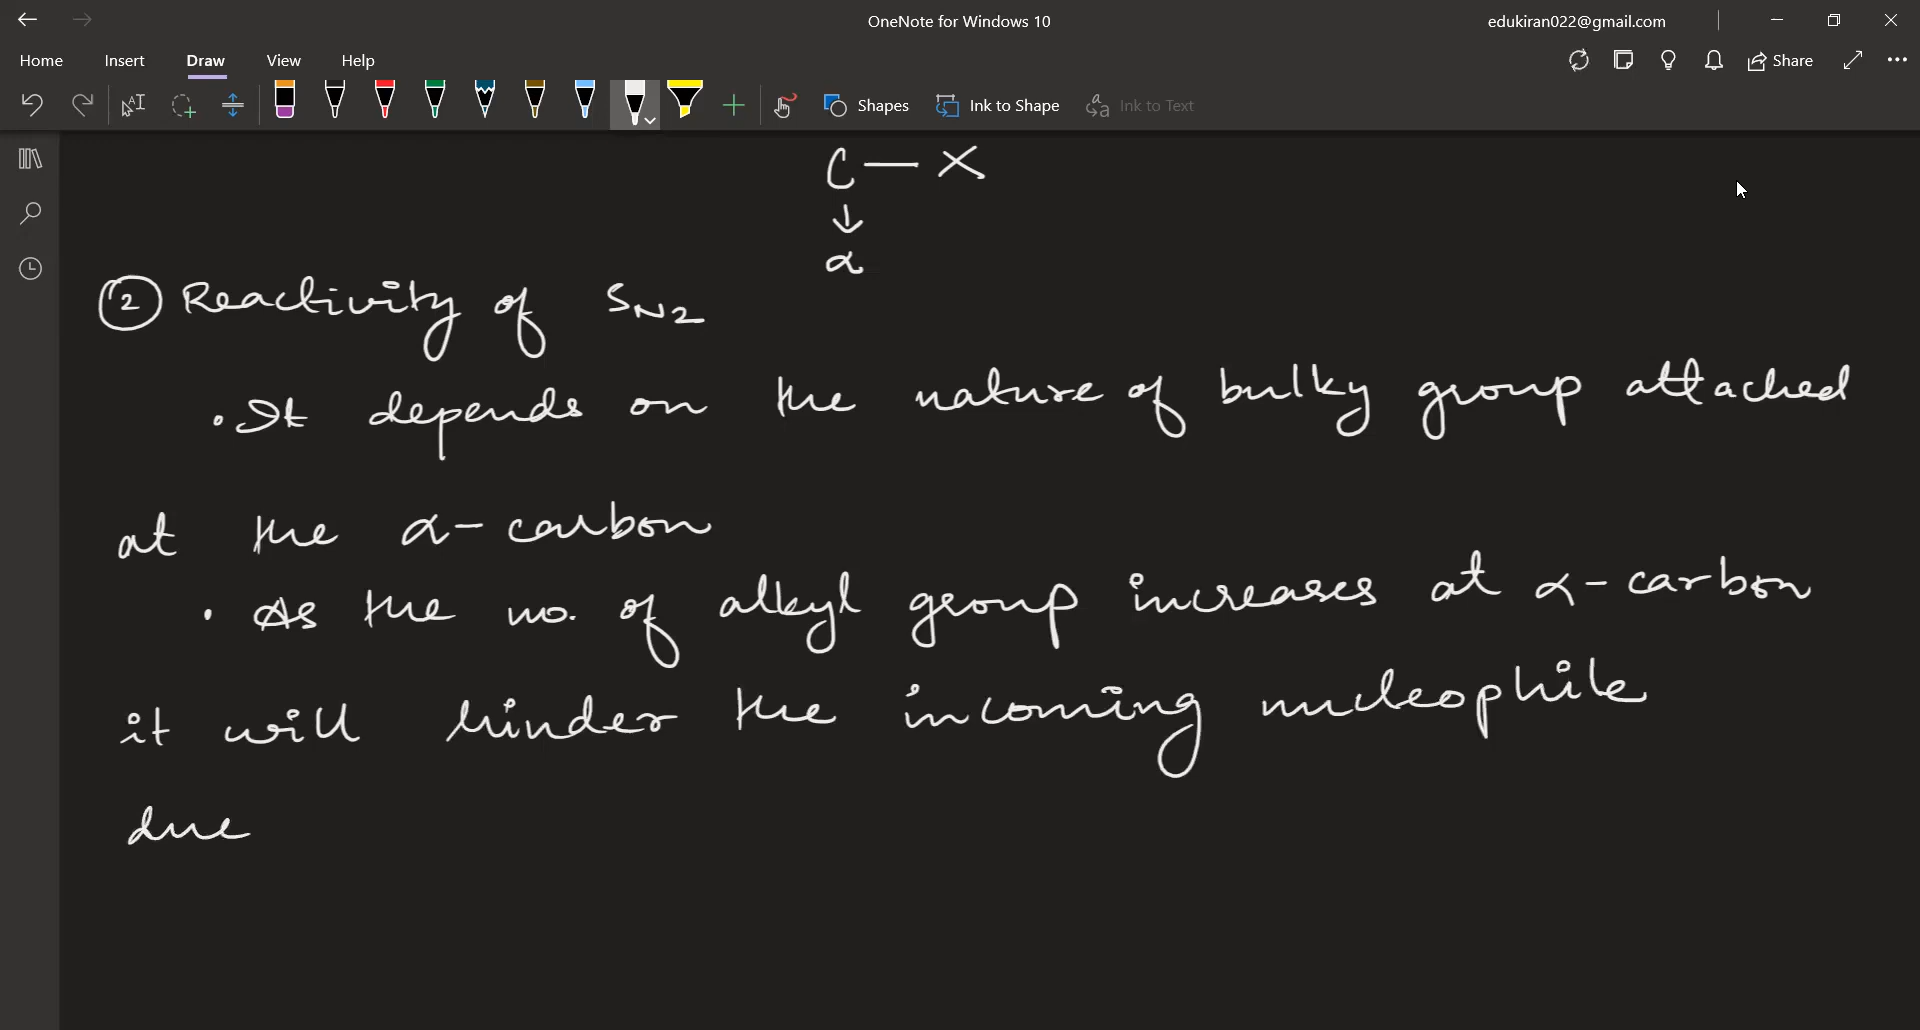 OneNote for Windows 10
edukiran022@gmail.com
Home Insert Draw View Help
Share
Shapes Ink to Shape Ink to Text
C — X
↓
α
② Reactivity of SN2
• It depends on the nature of bulky group attached
at the α- carbon
• As the no. of alkyl group increases at α- carbon
it will hinder the incoming nucleophile
due